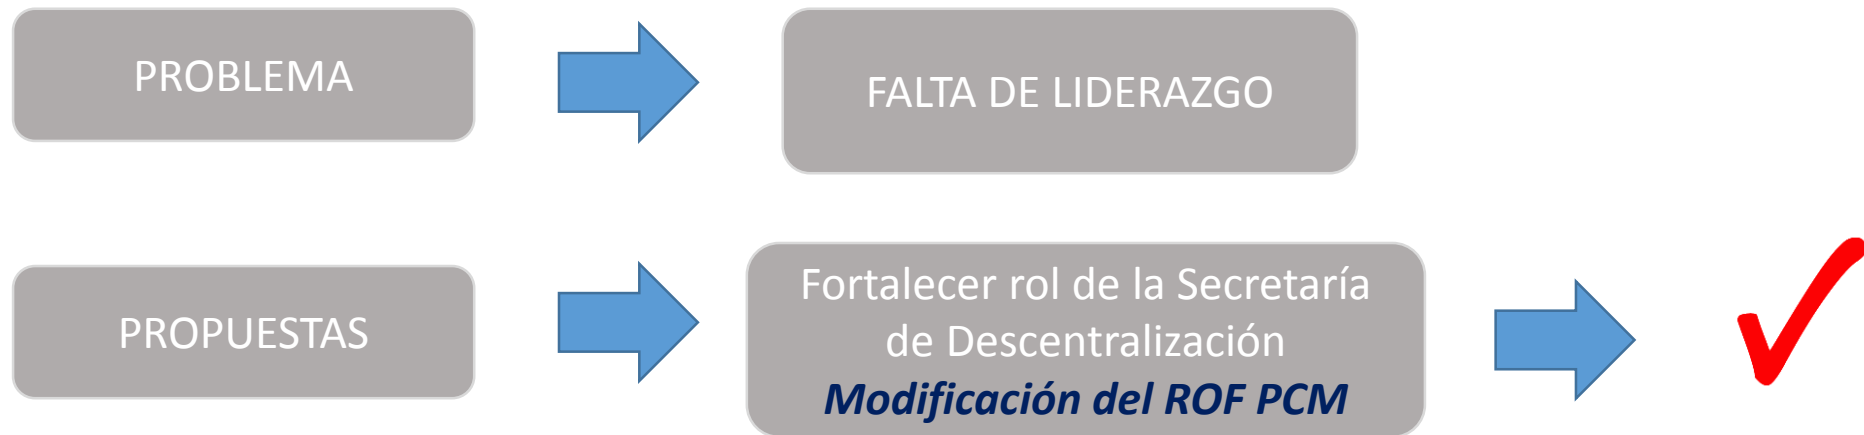 PROBLEMA
FALTA DE LIDERAZGO
PROPUESTAS
Fortalecer rol de la Secretaría
de Descentralización
Modificación del ROF PCM